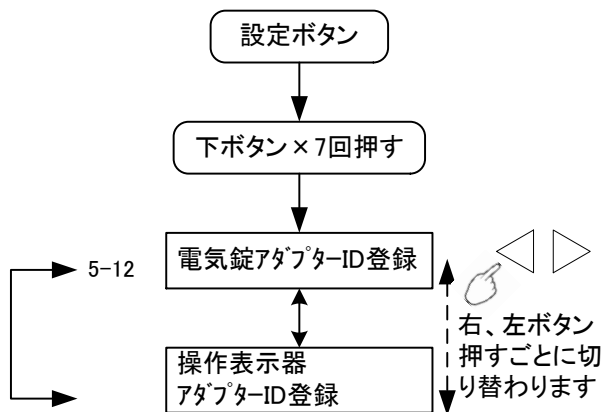 設定ボタン
下ボタン×7回押す
5-12
電気錠ｱﾀﾞﾌﾟﾀｰID登録
右、左ボタン
押すごとに切
り替わります
操作表示器
ｱﾀﾞﾌﾟﾀｰID登録